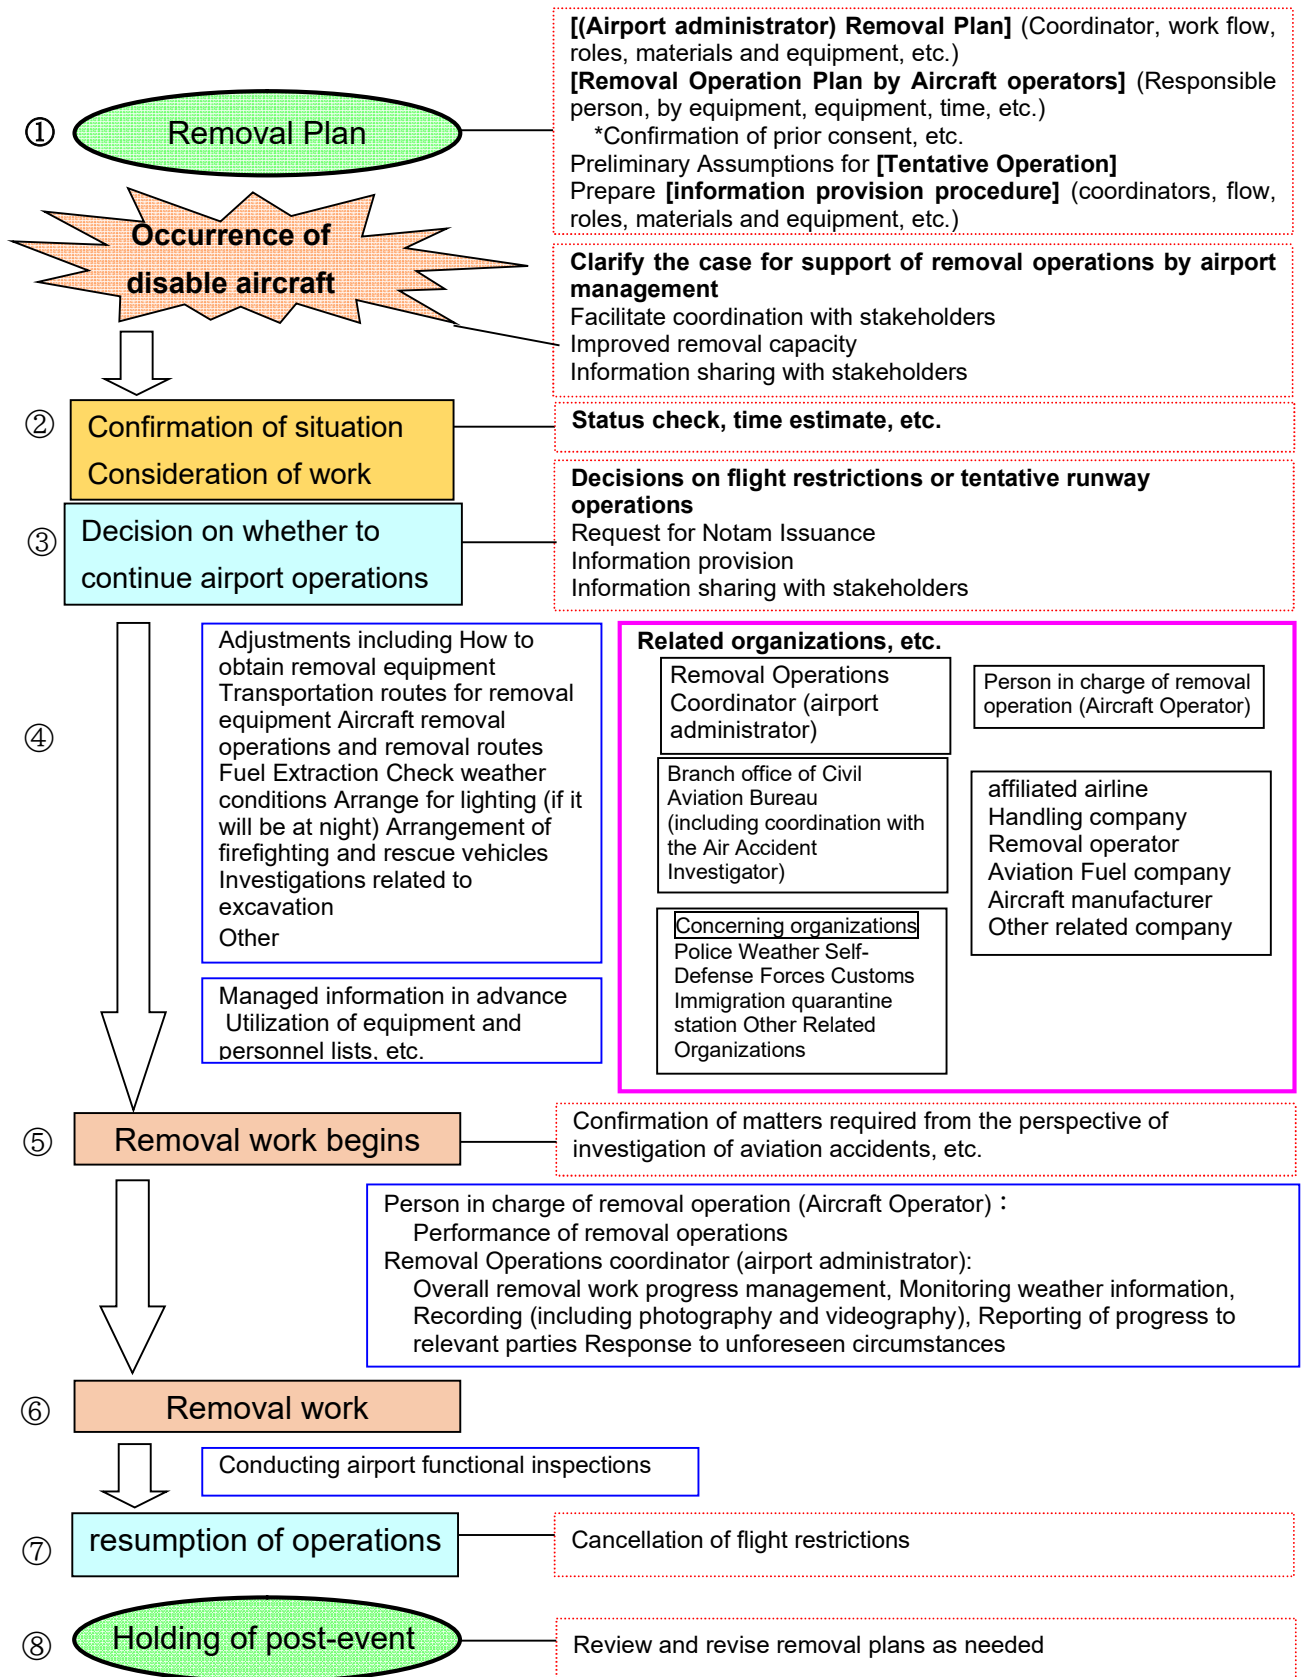 [(Airport administrator) Removal Plan] (Coordinator, work flow,
roles, materials and equipment, etc.)
[Removal Operation Plan by Aircraft operators] (Responsible
person, by equipment, equipment, time, etc.)
*Confirmation of prior consent, etc.
Preliminary Assumptions for [Tentative Operation]
Prepare [information provision procedure] (coordinators, flow,
roles, materials and equipment, etc.)
① Removal Plan
Occurrence of
disable aircraft
Clarify the case for support of removal operations by airport
management
Facilitate coordination with stakeholders
Improved removal capacity
Information sharing with stakeholders
② Confirmation of situation
Consideration of work
Status check, time estimate, etc.
③ Decision on whether to
continue airport operations
Decisions on flight restrictions or tentative runway
operations
Request for Notam Issuance
Information provision
Information sharing with stakeholders
④
Adjustments including How to
obtain removal equipment
Transportation routes for removal
equipment Aircraft removal
operations and removal routes
Fuel Extraction Check weather
conditions Arrange for lighting (if it
will be at night) Arrangement of
firefighting and rescue vehicles
Investigations related to
excavation
Other
Managed information in advance
Utilization of equipment and
personnel lists, etc.
Related organizations, etc.
Removal Operations
Coordinator (airport
administrator)
Person in charge of removal
operation (Aircraft Operator)
Branch office of Civil
Aviation Bureau
(including coordination with
the Air Accident
Investigator)
affiliated airline
Handling company
Removal operator
Aviation Fuel company
Aircraft manufacturer
Other related company
Concerning organizations
Police Weather Self-
Defense Forces Customs
Immigration quarantine
station Other Related
Organizations
⑤ Removal work begins
Confirmation of matters required from the perspective of
investigation of aviation accidents, etc.
Person in charge of removal operation (Aircraft Operator)：
Performance of removal operations
Removal Operations coordinator (airport administrator):
Overall removal work progress management, Monitoring weather information,
Recording (including photography and videography), Reporting of progress to
relevant parties Response to unforeseen circumstances
⑥ Removal work
Conducting airport functional inspections
⑦ resumption of operations
Cancellation of flight restrictions
⑧ Holding of post-event
Review and revise removal plans as needed